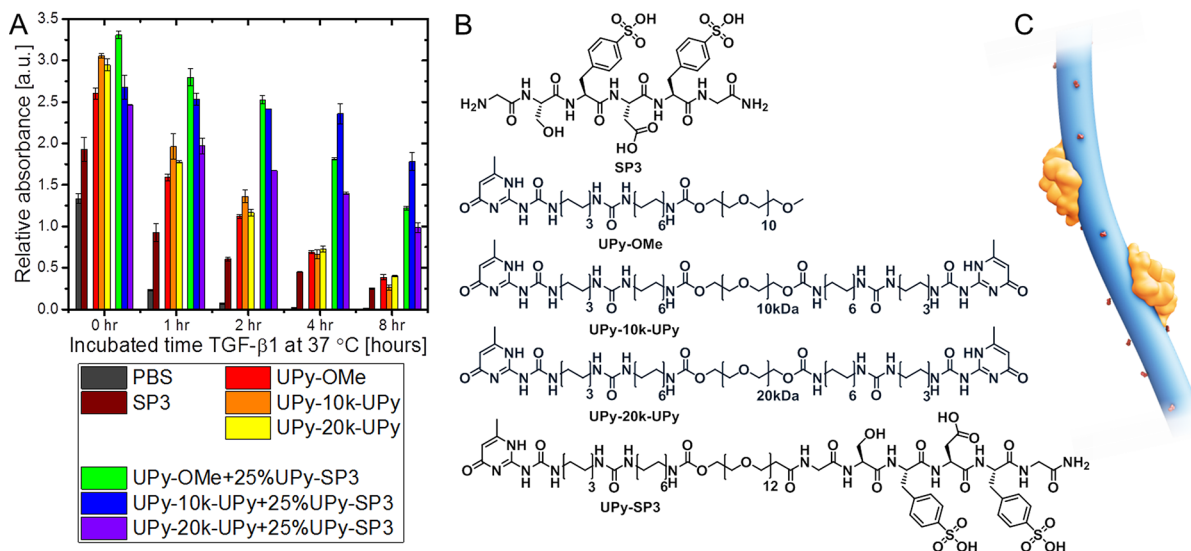 A
Relative absorbance [a.u.]
3.5
3.0
2.5
2.0
1.5
1.0
0.5
0.0
0 hr 1 hr 2 hr 4 hr 8 hr
Incubated time TGF-β1 at 37 °C [hours]
PBS
SP3
UPy-OMe
UPy-10k-UPy
UPy-20k-UPy
UPy-OMe+25%UPy-SP3
UPy-10k-UPy+25%UPy-SP3
UPy-20k-UPy+25%UPy-SP3
B
SP3
UPy-OMe
10kDa
UPy-10k-UPy
20kDa
UPy-20k-UPy
UPy-SP3
C